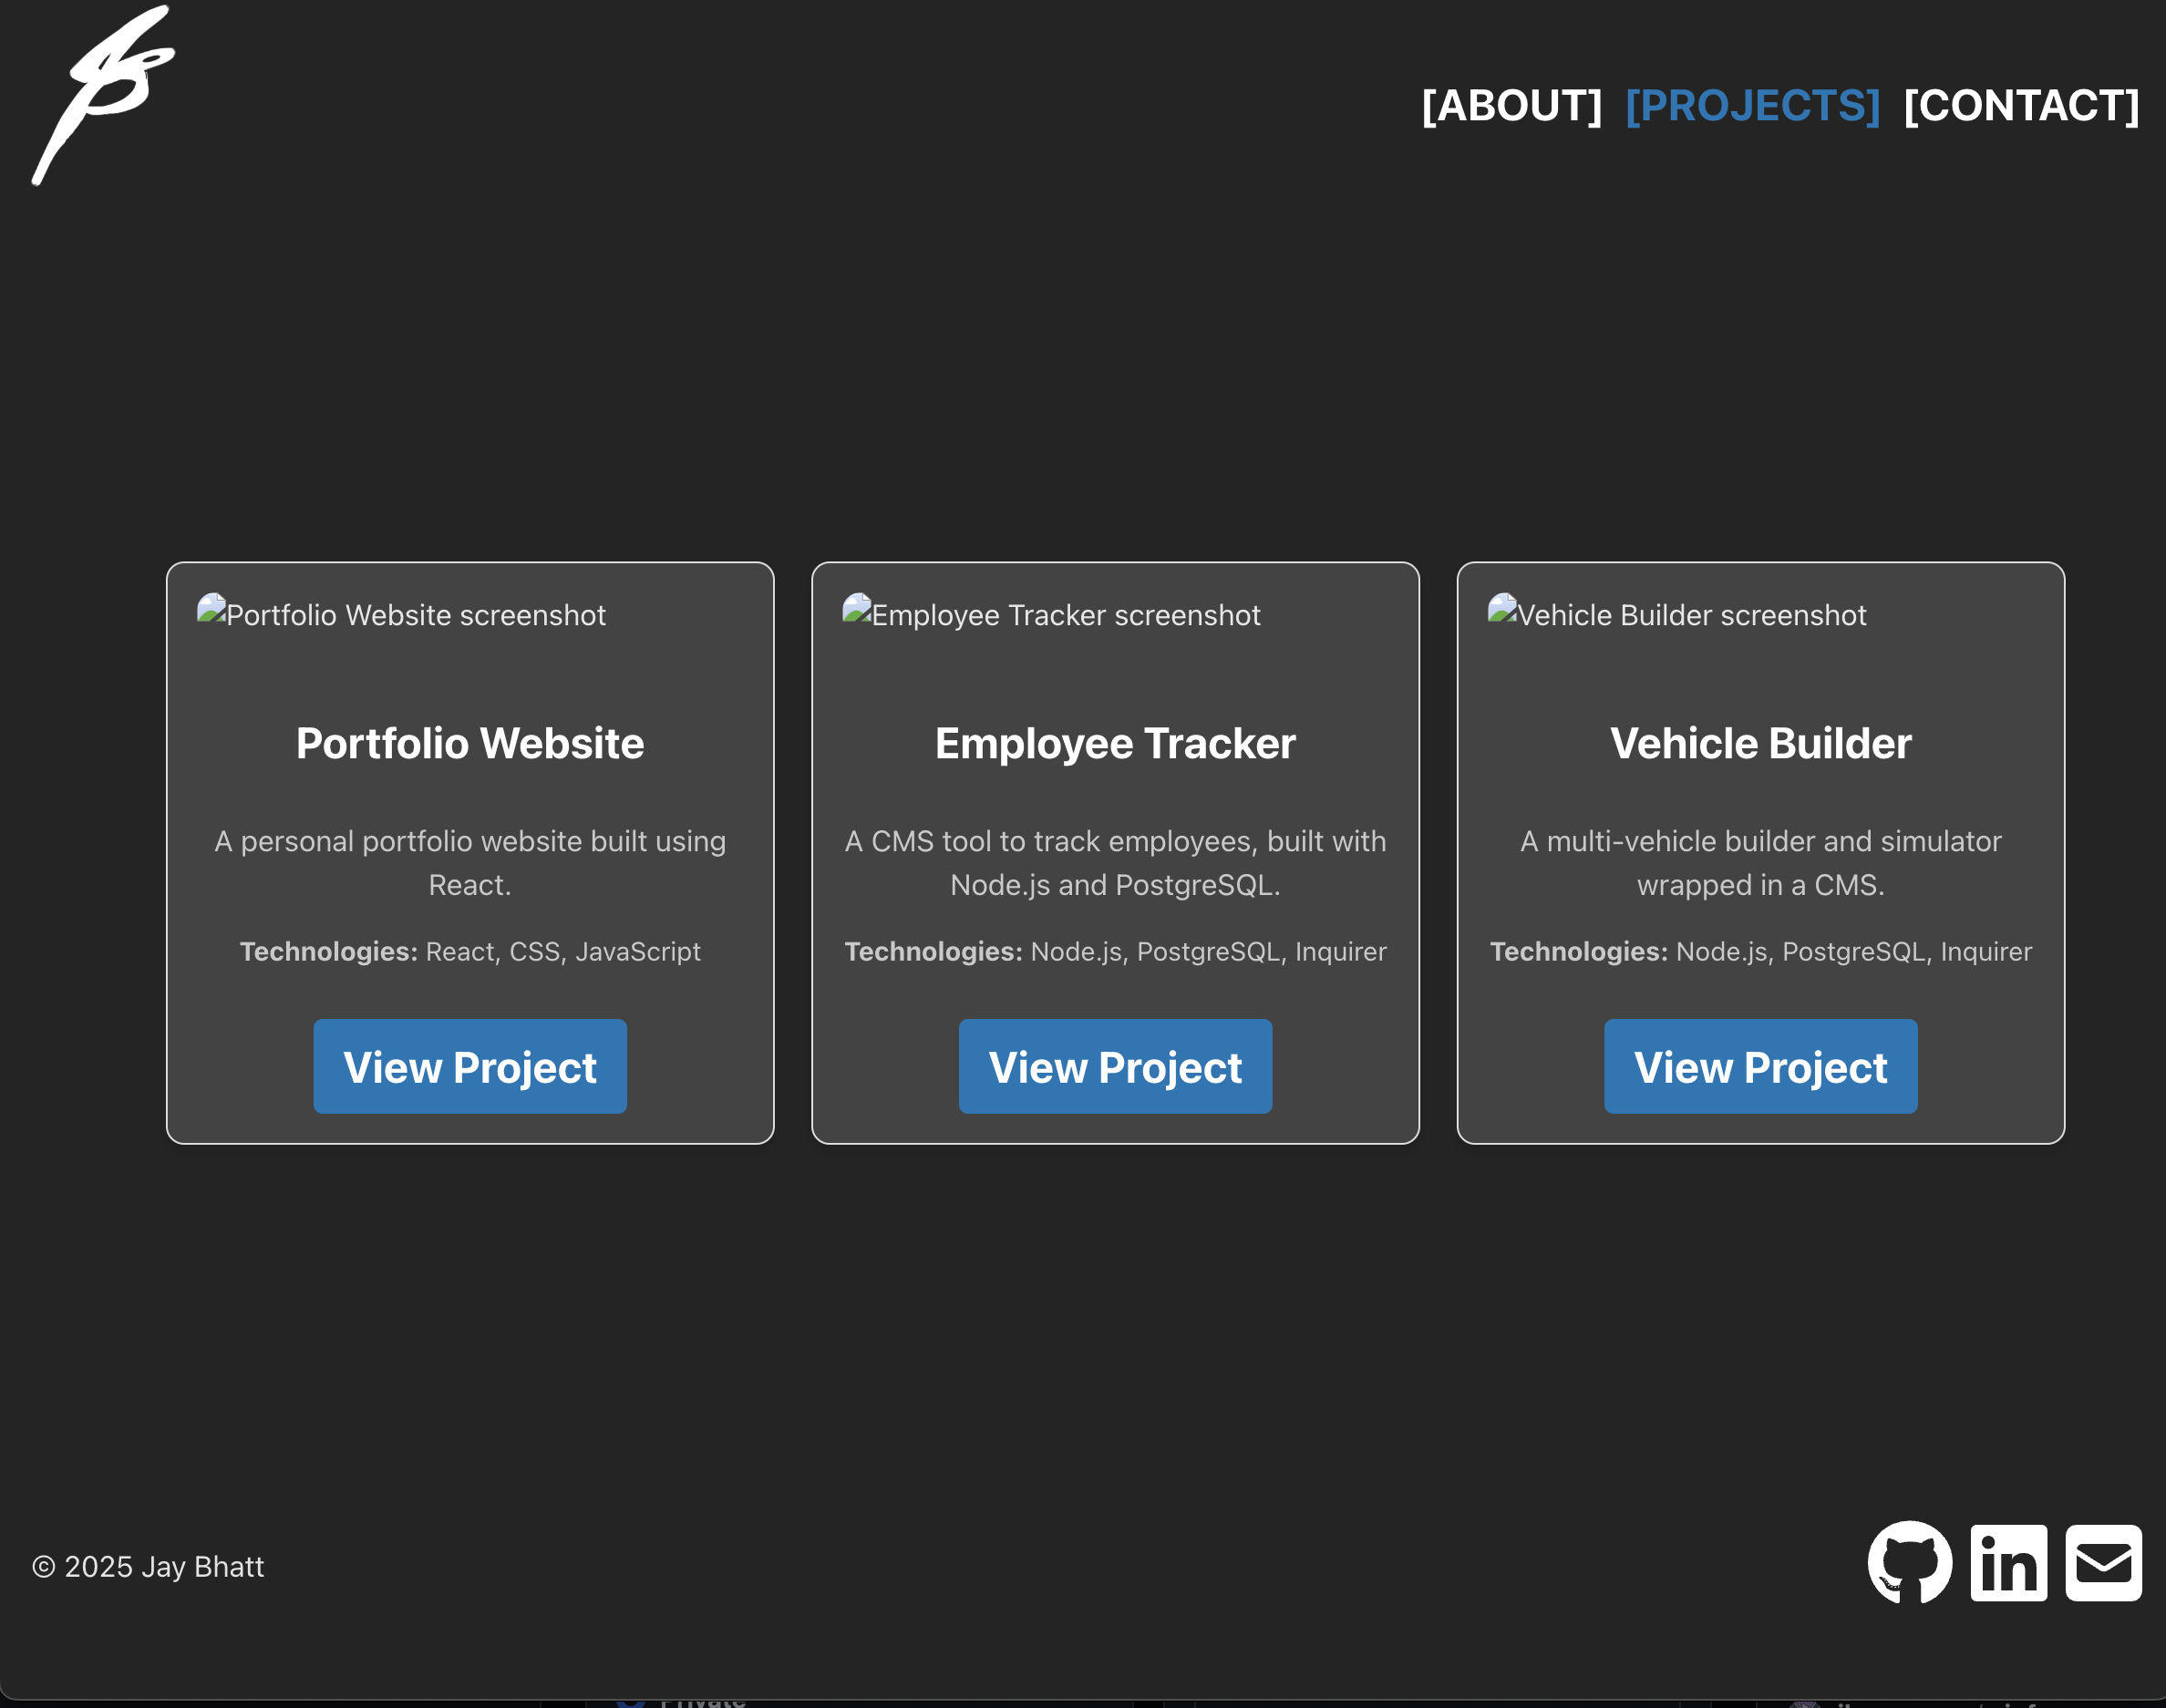 [ABOUT] [PROJECTS] [CONTACT]
Portfolio Website screenshot
Portfolio Website
A personal portfolio website built using
React.
Technologies: React, CSS, JavaScript
View Project
Employee Tracker screenshot
Employee Tracker
A CMS tool to track employees, built with
Node.js and PostgreSQL.
Technologies: Node.js, PostgreSQL, Inquirer
View Project
Vehicle Builder screenshot
Vehicle Builder
A multi-vehicle builder and simulator
wrapped in a CMS.
Technologies: Node.js, PostgreSQL, Inquirer
View Project
© 2025 Jay Bhatt
in
Private